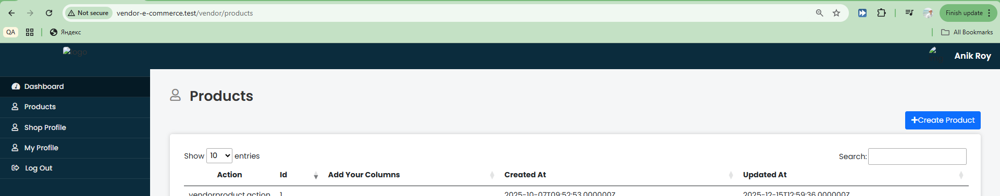 Not secure vendor-e-commerce.test/vendor/products Finish update
QA Яндекс All Bookmarks
logo Anik Roy
Dashboard
Products
Shop Profile
My Profile
Log Out
Products
Create Product
Show 10 entries Search:
Action Id Add Your Columns Created At Updated At
vendorproduct.action 1 2025-10-07T09:52:53.000000Z 2025-12-15T12:59:36.000000Z